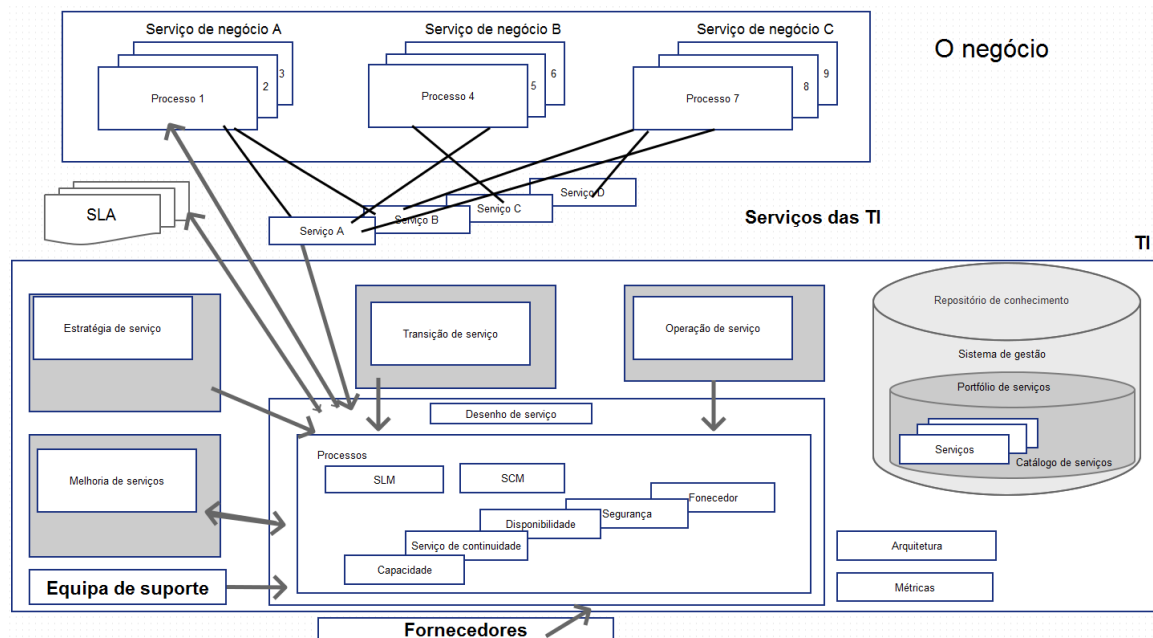 Serviço de negócio A
Serviço de negócio B
Serviço de negócio C
O negócio
3
2
Processo 1
6
5
Processo 4
9
8
Processo 7
SLA
Serviço D
Serviço C
Serviço B
Serviço A
Serviços das TI
TI
Estratégia de serviço
Transição de serviço
Operação de serviço
Repositório de conhecimento
Sistema de gestão
Portfólio de serviços
Serviços
Catálogo de serviços
Desenho de serviço
Processos
SLM
SCM
Fonecedor
Segurança
Disponibilidade
Serviço de continuidade
Capacidade
Melhoria de serviços
Arquitetura
Métricas
Equipa de suporte
Fornecedores